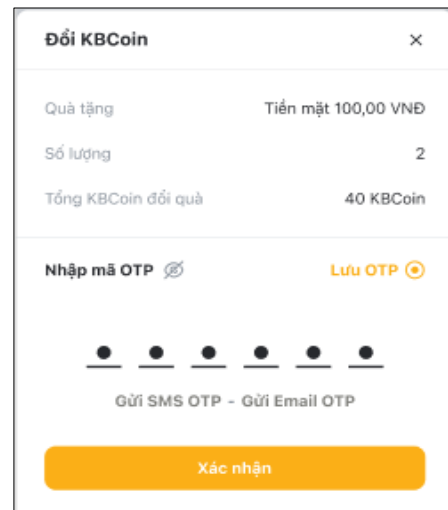 Đổi KBCoin
Quà tặng Tiền mặt 100,00 VNĐ
Số lượng 2
Tổng KBCoin đổi quà 40 KBCoin
Nhập mã OTP Lưu OTP
Gửi SMS OTP - Gửi Email OTP
Xác nhận